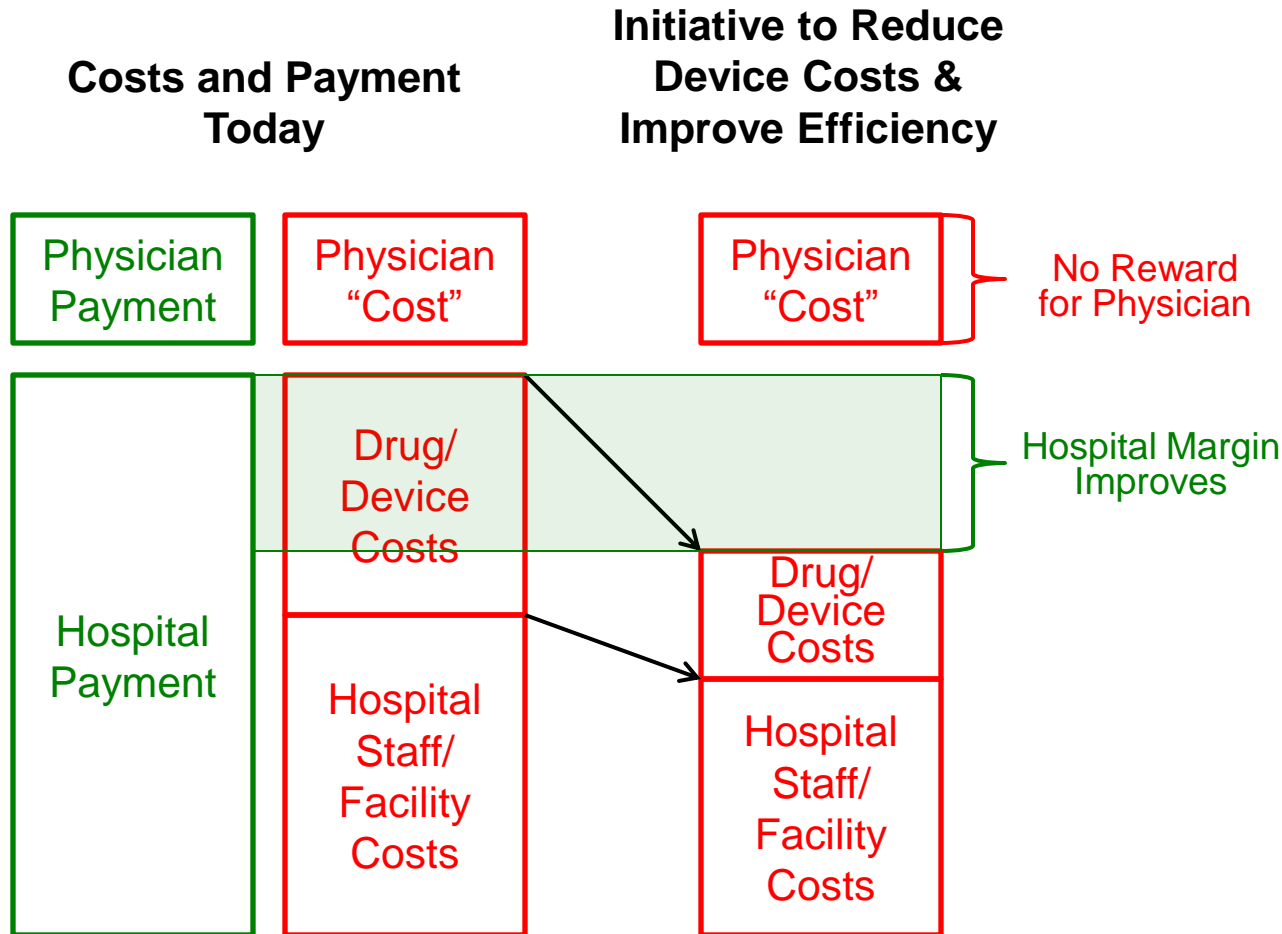 Costs and Payment
Today
Initiative to Reduce
Device Costs &
Improve Efficiency
Physician
Payment
Physician
“Cost”
Physician
“Cost”
No Reward
for Physician
Hospital
Payment
Drug/
Device
Costs
Hospital
Staff/
Facility
Costs
Drug/
Device
Costs
Hospital
Staff/
Facility
Costs
Hospital Margin
Improves